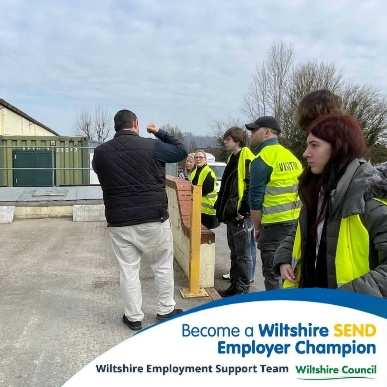 VISITOR
Become a Wiltshire SEND
Employer Champion
Wiltshire Employment Support Team Wiltshire Council